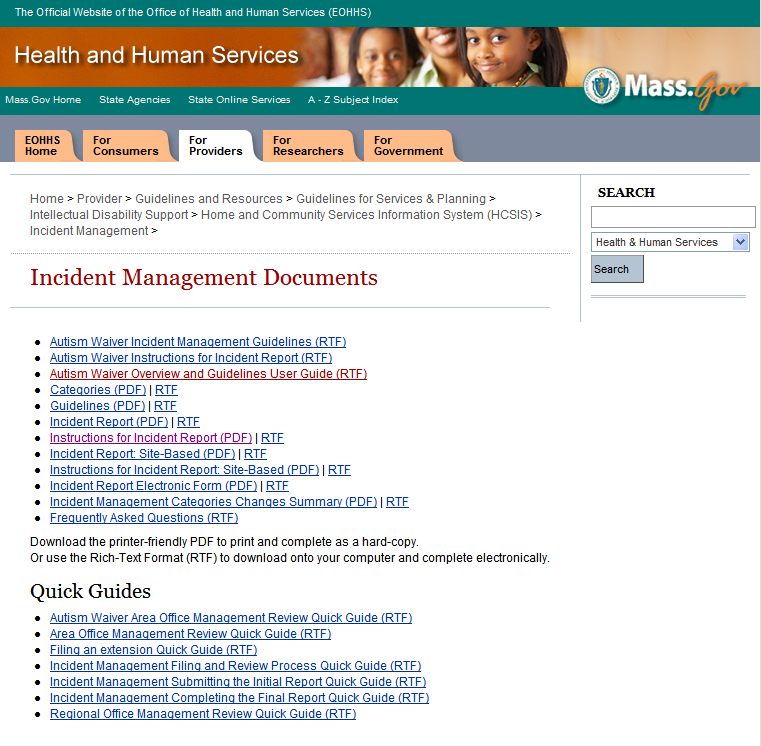 The Official Website of the Office of Health and Human Services (EOHHS)
Health and Human Services
Mass.Gov
Mass.Gov Home State Agencies State Online Services A - Z Subject Index
EOHHS Home
For Consumers
For Providers
For Researchers
For Government
Home > Provider > Guidelines and Resources > Guidelines for Services & Planning >
Intellectual Disability Support > Home and Community Services Information System (HCSIS) >
Incident Management >
SEARCH
Health & Human Services
Search
Incident Management Documents
Autism Waiver Incident Management Guidelines (RTF)
Autism Waiver Instructions for Incident Report (RTF)
Autism Waiver Overview and Guidelines User Guide (RTF)
Categories (PDF) | RTF
Guidelines (PDF) | RTF
Incident Report (PDF) | RTF
Instructions for Incident Report (PDF) | RTF
Incident Report: Site-Based (PDF) | RTF
Instructions for Incident Report: Site-Based (PDF) | RTF
Incident Report Electronic Form (PDF) | RTF
Incident Management Categories Changes Summary (PDF) | RTF
Frequently Asked Questions (RTF)
Download the printer-friendly PDF to print and complete as a hard-copy.
Or use the Rich-Text Format (RTF) to download onto your computer and complete electronically.
Quick Guides
Autism Waiver Area Office Management Review Quick Guide (RTF)
Area Office Management Review Quick Guide (RTF)
Filing an extension Quick Guide (RTF)
Incident Management Filing and Review Process Quick Guide (RTF)
Incident Management Submitting the Initial Report Quick Guide (RTF)
Incident Management Completing the Final Report Quick Guide (RTF)
Regional Office Management Review Quick Guide (RTF)